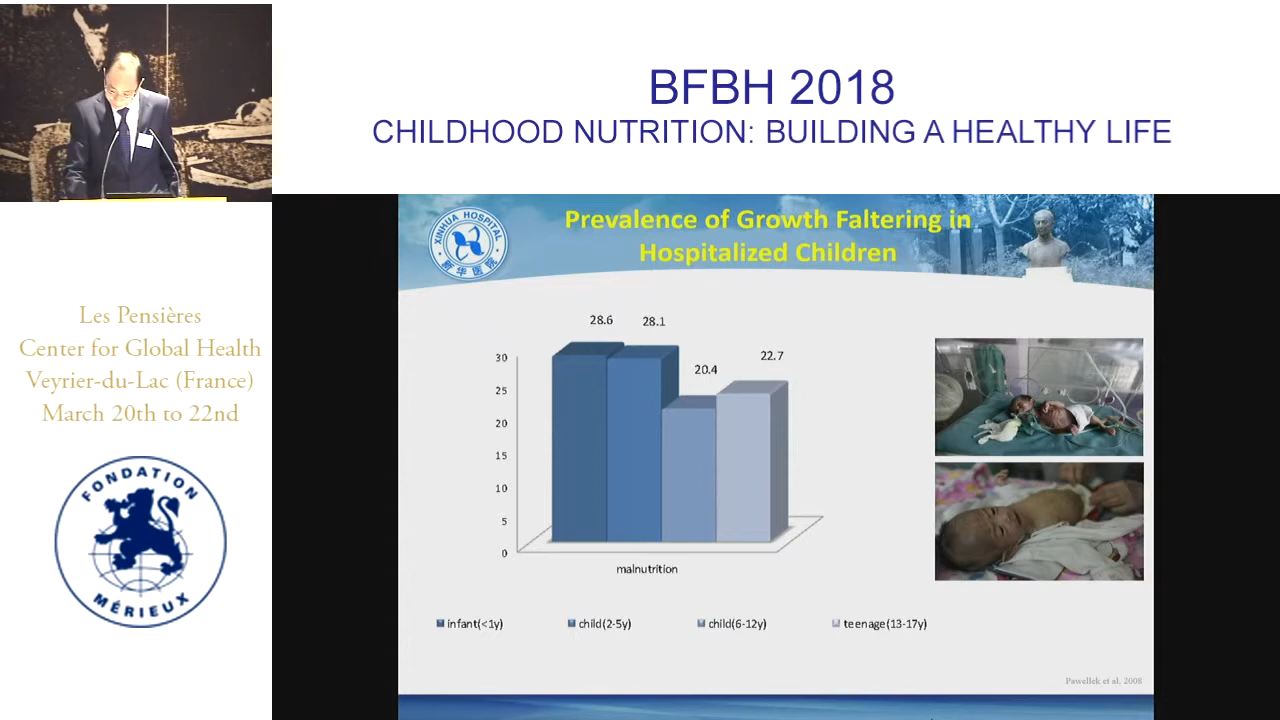 BFBH 2018
CHILDHOOD NUTRITION: BUILDING A HEALTHY LIFE
Les Pensières
Center for Global Health
Veyrier-du-Lac (France)
March 20th to 22nd
FONDATION
MÉRIEUX
XINHUA HOSPITAL
新华医院
Prevalence of Growth Faltering in
Hospitalized Children
28.6
28.1
20.4
22.7
30
25
20
15
10
5
0
malnutrition
infant(<1y)
child(2-5y)
child(6-12y)
teenage(13-17y)
Pawellek et al. 2008